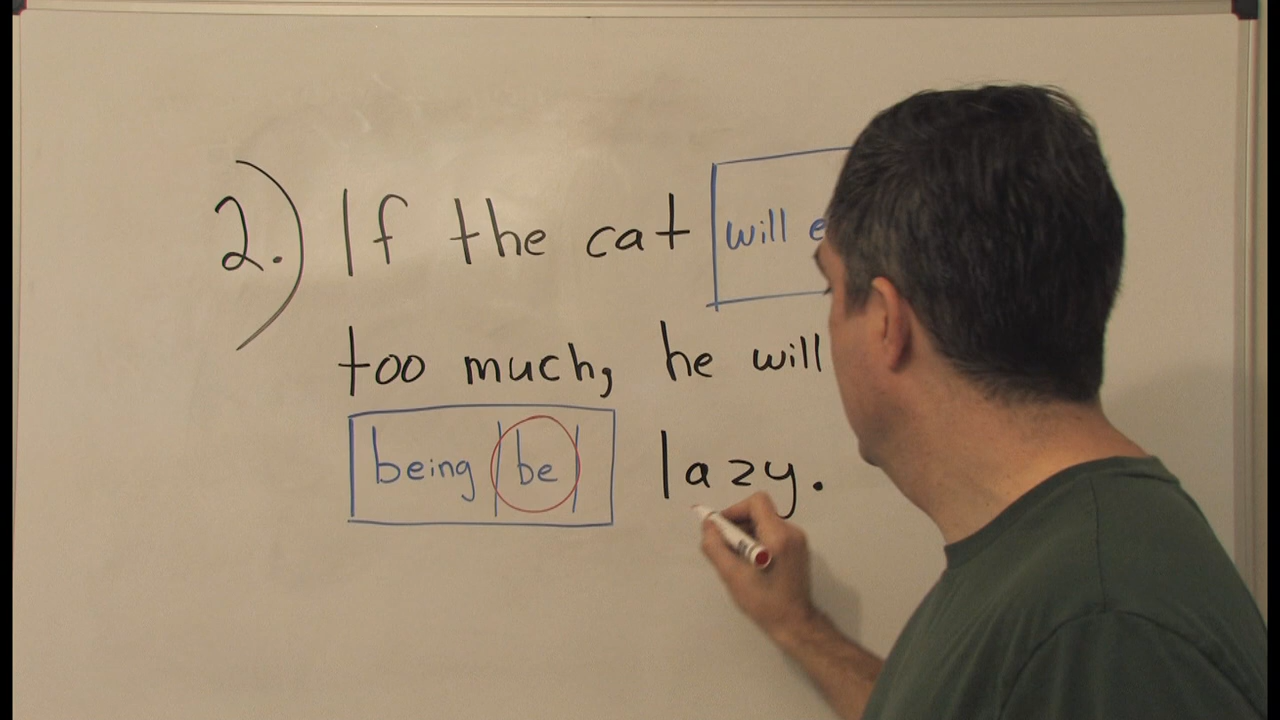 2.) If the cat will
too much, he will
being be lazy.